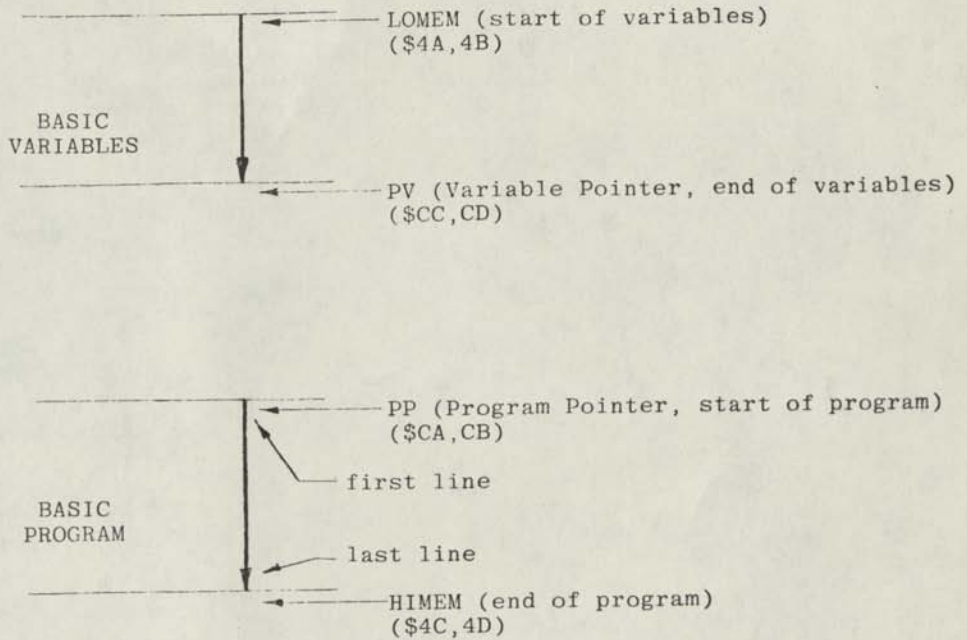 LOMEM (start of variables)
($4A,4B)
BASIC
VARIABLES
PV (Variable Pointer, end of variables)
($CC,CD)
PP (Program Pointer, start of program)
($CA,CB)
first line
BASIC
PROGRAM
last line
HIMEM (end of program)
($4C,4D)